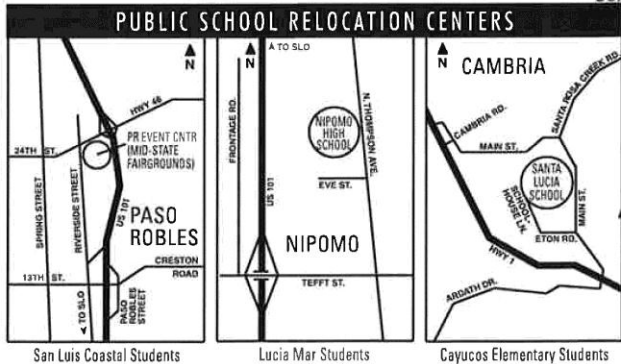 PUBLIC SCHOOL RELOCATION CENTERS
N
HWY 46
24TH ST.
PR EVENT CNTR
(MID-STATE
FAIRGROUNDS)
SPRING STREET
RIVERSIDE STREET
US 101
PASO
ROBLES
CRESTON
ROAD
13TH ST.
TO SLO
PASO
ROBLES
STREET
San Luis Coastal Students
N
TO SLO
FRONTAGE RD.
US 101
NIPOMO
HIGH
SCHOOL
N. THOMPSON AVE.
EVE ST.
NIPOMO
TEFFT ST.
Lucia Mar Students
N
CAMBRIA
SANTA ROSA CREEK RD.
CAMBRIA RD.
MAIN ST.
SANTA
LUCIA
SCHOOL
SCHOOL-
HOUSE LN.
MAIN ST.
ETON RD.
HWY 1
ARDATH DR.
Cayucos Elementary Students